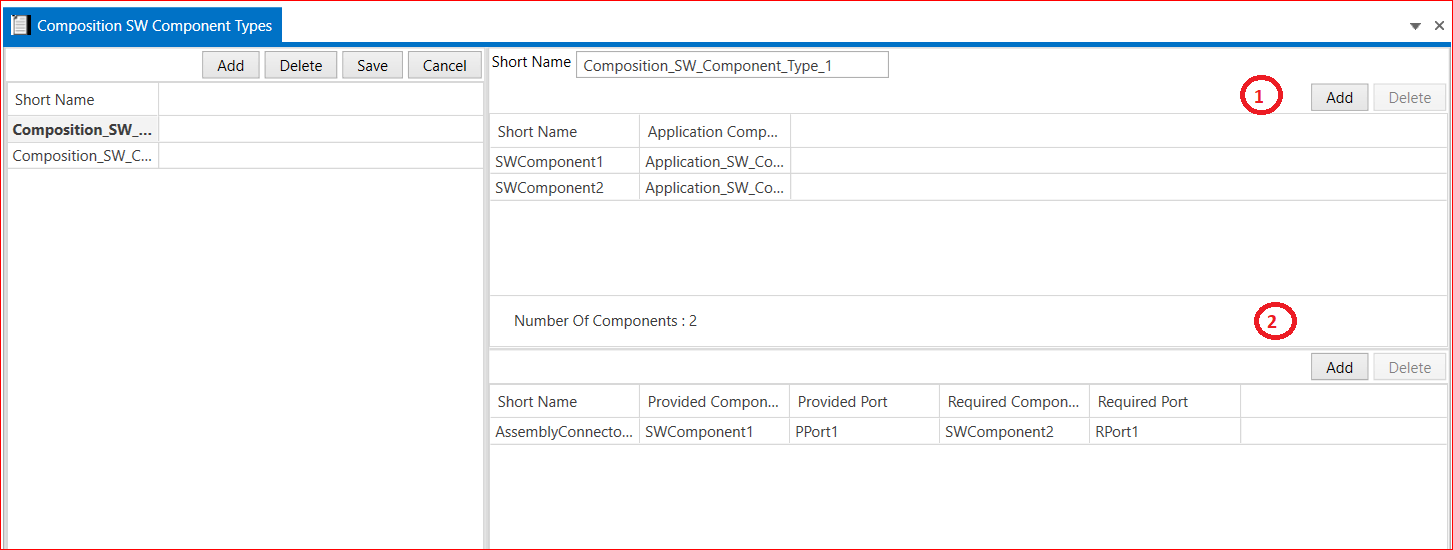 Composition SW Component Types
Add Delete Save Cancel
Short Name
Composition_SW_...
Composition_SW_C...
Short Name Composition_SW_Component_Type_1
1 Add Delete
Short Name Application Comp...
SWComponent1 Application_SW_Co...
SWComponent2 Application_SW_Co...
Number Of Components : 2
2
Add Delete
Short Name Provided Compon... Provided Port Required Compon... Required Port
AssemblyConnecto... SWComponent1 PPort1 SWComponent2 RPort1